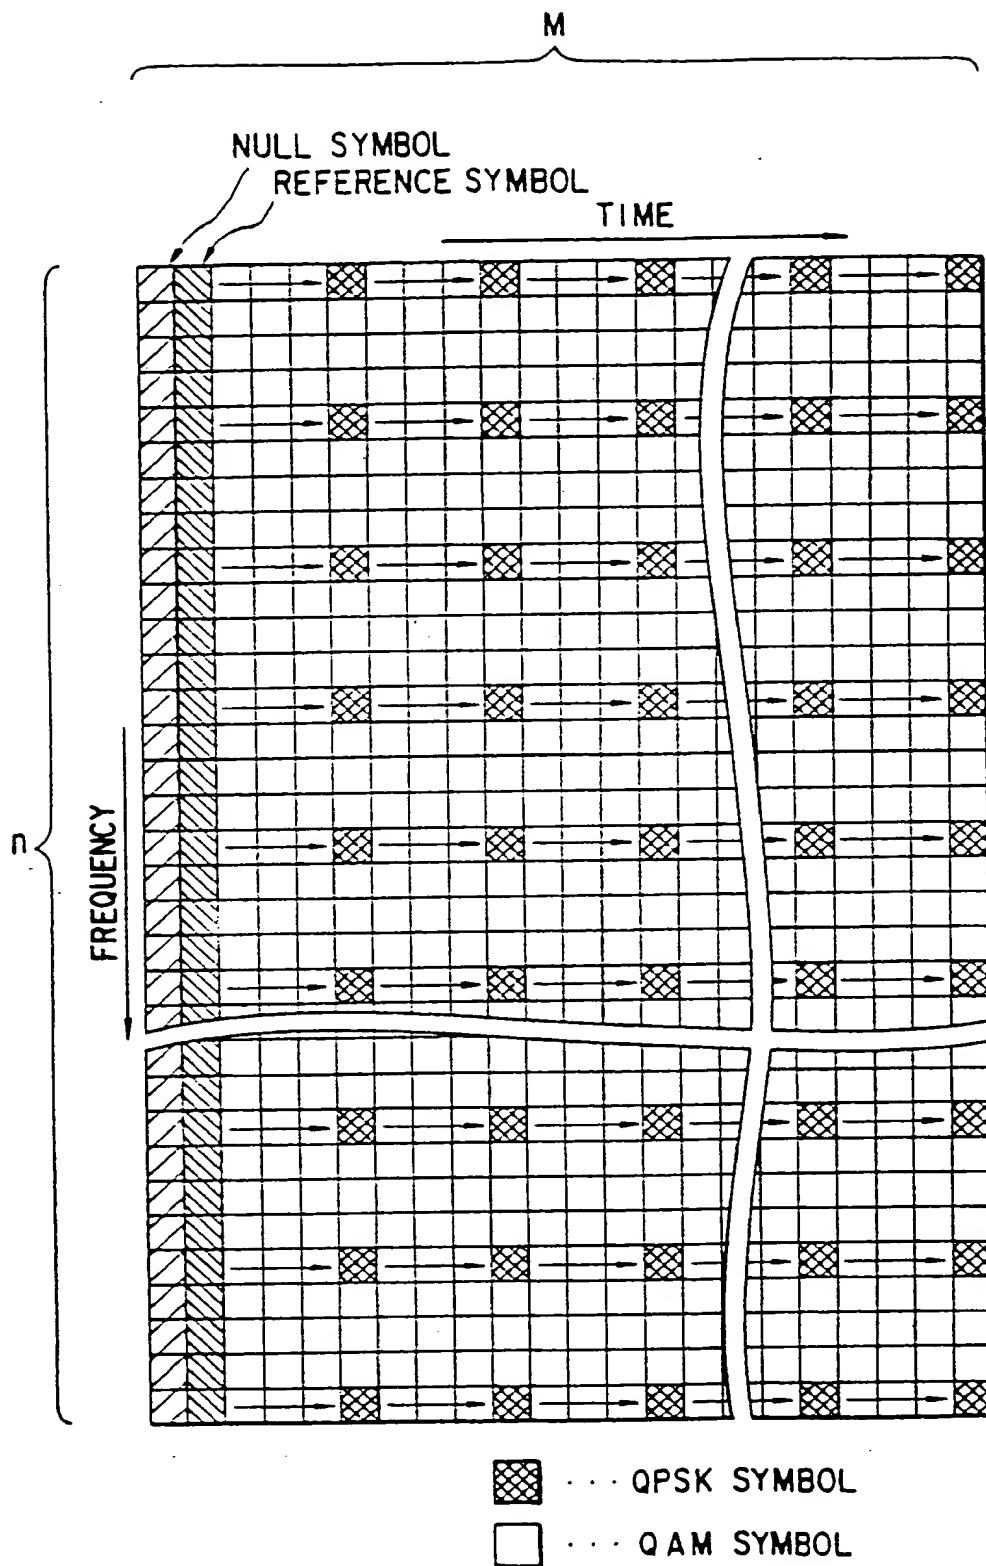 M
NULL SYMBOL
REFERENCE SYMBOL
TIME
n
FREQUENCY
··· QPSK SYMBOL
··· QAM SYMBOL